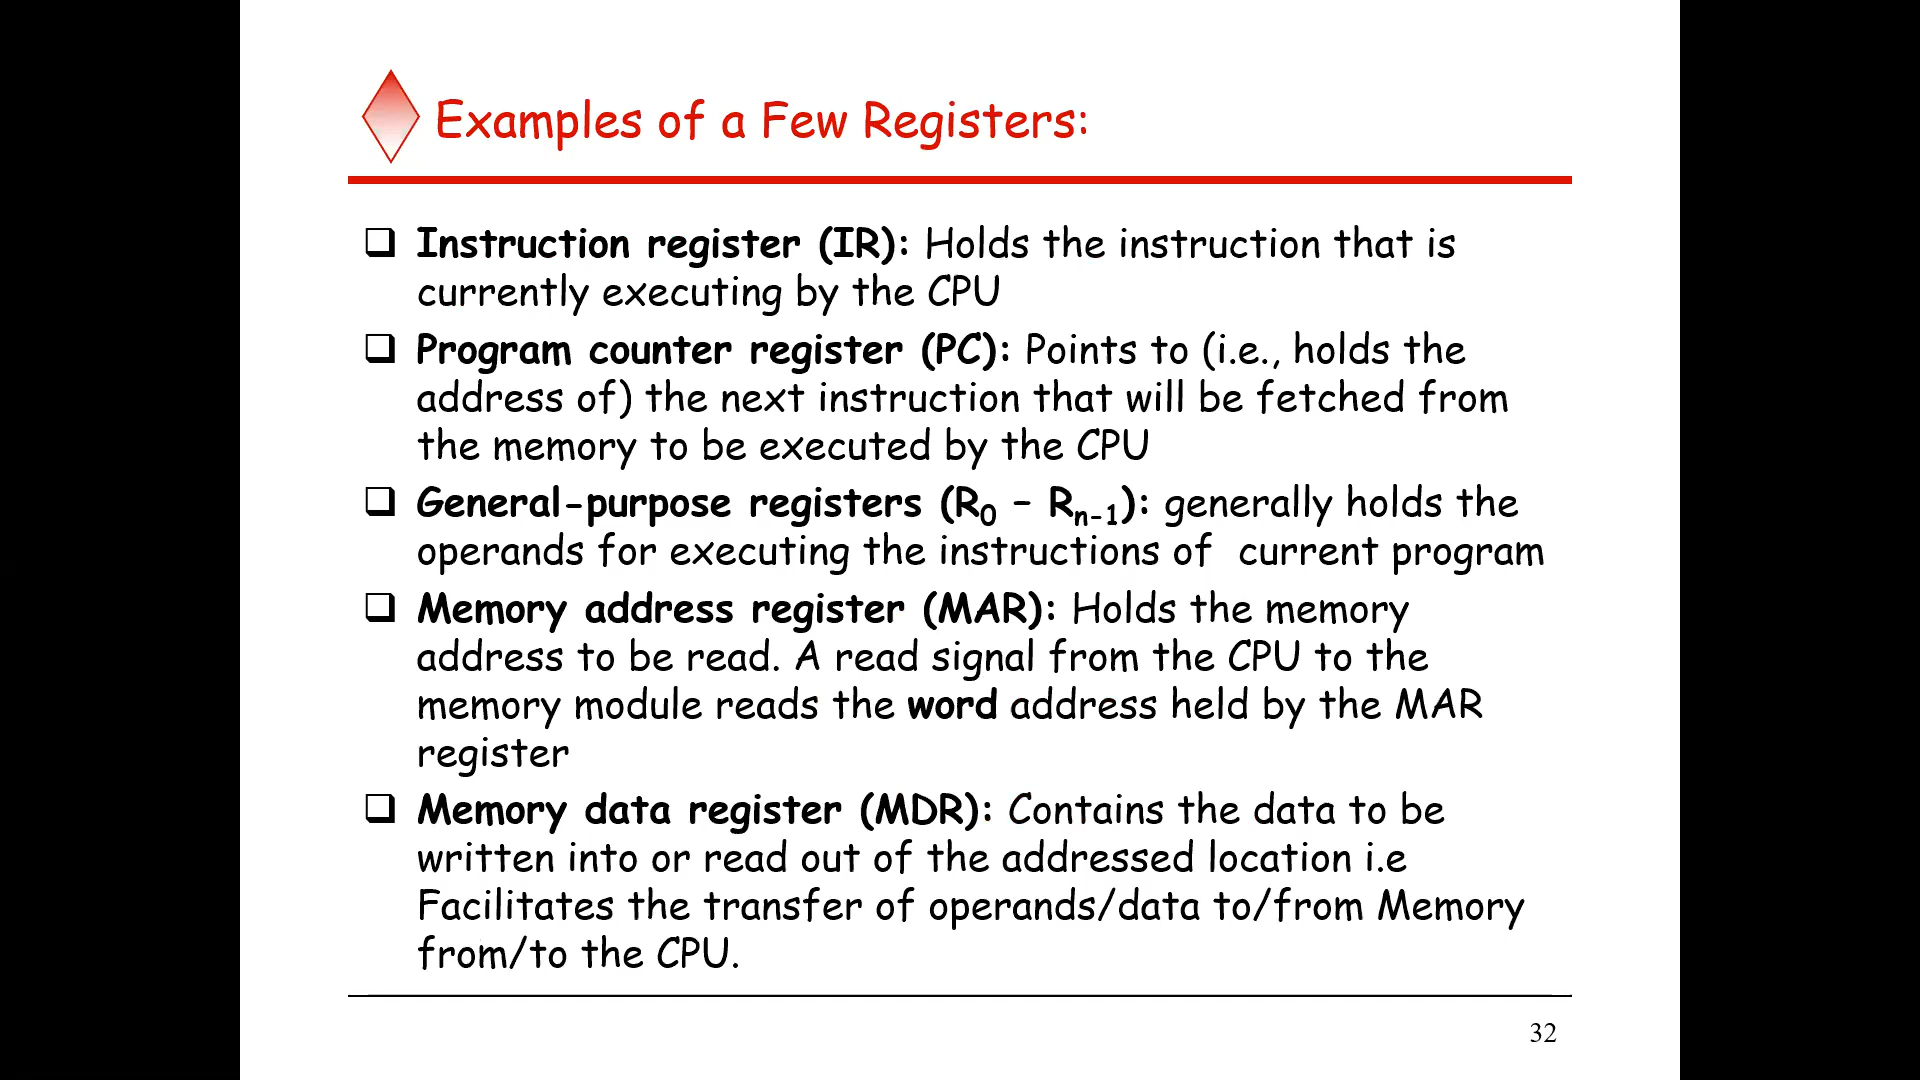 Examples of a Few Registers:
❑ Instruction register (IR): Holds the instruction that is
currently executing by the CPU
❑ Program counter register (PC): Points to (i.e., holds the
address of) the next instruction that will be fetched from
the memory to be executed by the CPU
❑ General-purpose registers (R0 – Rn-1): generally holds the
operands for executing the instructions of  current program
❑ Memory address register (MAR): Holds the memory
address to be read. A read signal from the CPU to the
memory module reads the word address held by the MAR
register
❑ Memory data register (MDR): Contains the data to be
written into or read out of the addressed location i.e
Facilitates the transfer of operands/data to/from Memory
from/to the CPU.
32